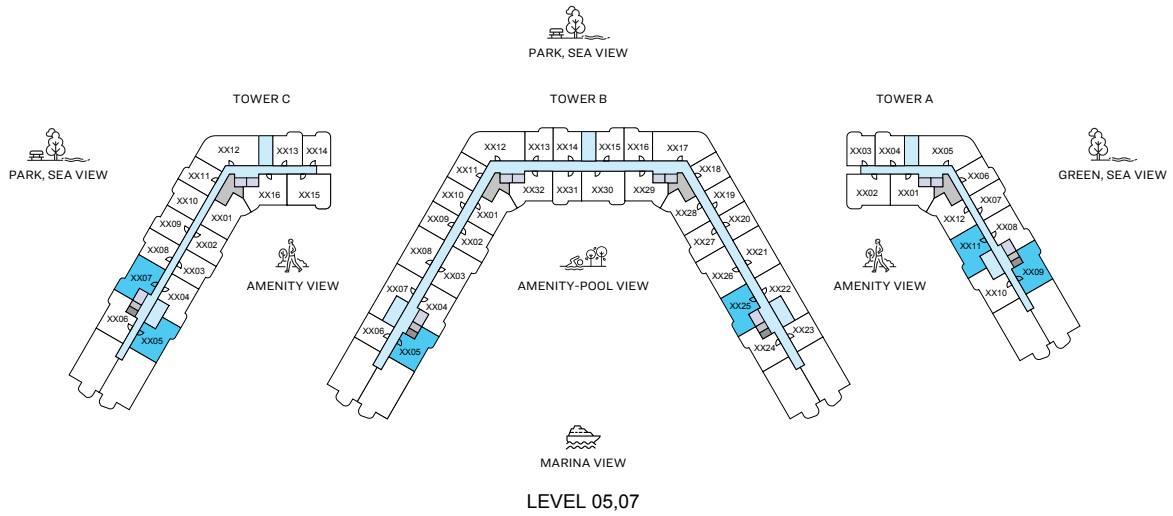 PARK, SEA VIEW
TOWER C
TOWER B
TOWER A
PARK, SEA VIEW
GREEN, SEA VIEW
XX12
XX13
XX14
XX11
XX10
XX09
XX08
XX07
XX06
XX05
XX04
XX03
XX02
XX01
XX16
XX15
AMENITY VIEW
XX12
XX13
XX14
XX15
XX16
XX17
XX11
XX10
XX09
XX08
XX07
XX06
XX05
XX04
XX03
XX02
XX01
XX32
XX31
XX30
XX29
XX28
XX27
XX26
XX25
XX24
XX18
XX19
XX20
XX21
XX22
XX23
AMENITY-POOL VIEW
XX03
XX04
XX05
XX02
XX01
XX06
XX07
XX08
XX09
XX12
XX11
XX10
AMENITY VIEW
MARINA VIEW
LEVEL 05,07